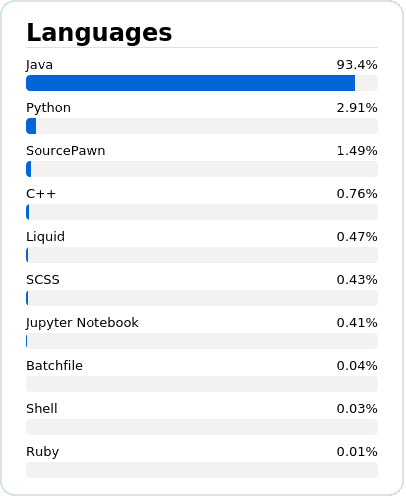 Languages
Java 93.4%
Python 2.91%
SourcePawn 1.49%
C++ 0.76%
Liquid 0.47%
SCSS 0.43%
Jupyter Notebook 0.41%
Batchfile 0.04%
Shell 0.03%
Ruby 0.01%